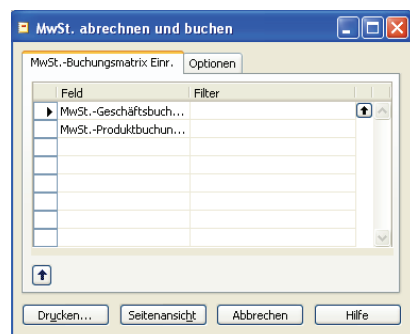 MwSt. abrechnen und buchen
MwSt.-Buchungsmatrix Einr. Optionen
Feld Filter
MwSt.-Geschäftsbuch...
MwSt.-Produktbuchun...
Drucken... Seitenansicht Abbrechen Hilfe